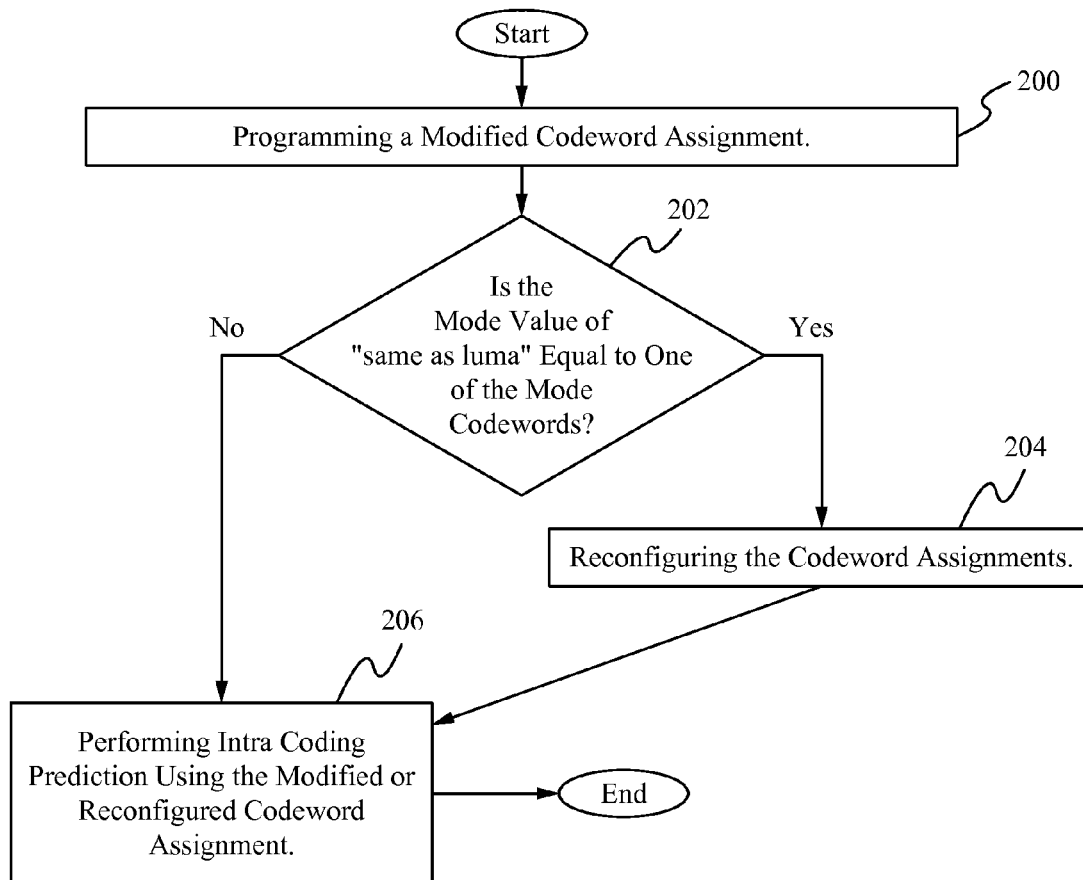 Start
200
Programming a Modified Codeword Assignment.
202
Is the
Mode Value of
"same as luma" Equal to One
of the Mode
Codewords?
No
Yes
204
Reconfiguring the Codeword Assignments.
206
Performing Intra Coding
Prediction Using the Modified or
Reconfigured Codeword
Assignment.
End